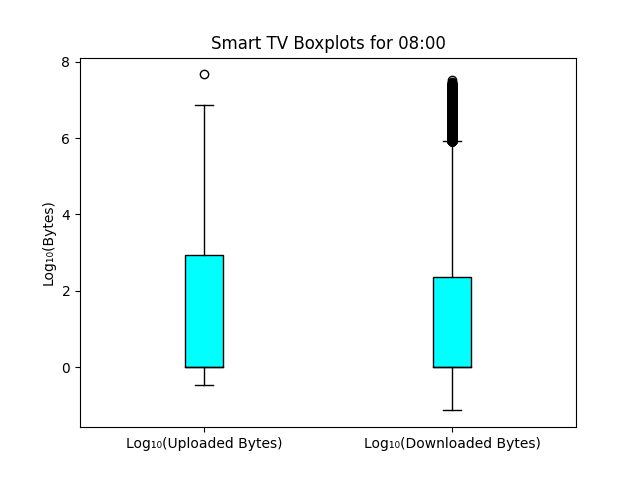 Smart TV Boxplots for 08:00
Log₁₀(Bytes)
8
6
4
2
0
Log₁₀(Uploaded Bytes)
Log₁₀(Downloaded Bytes)